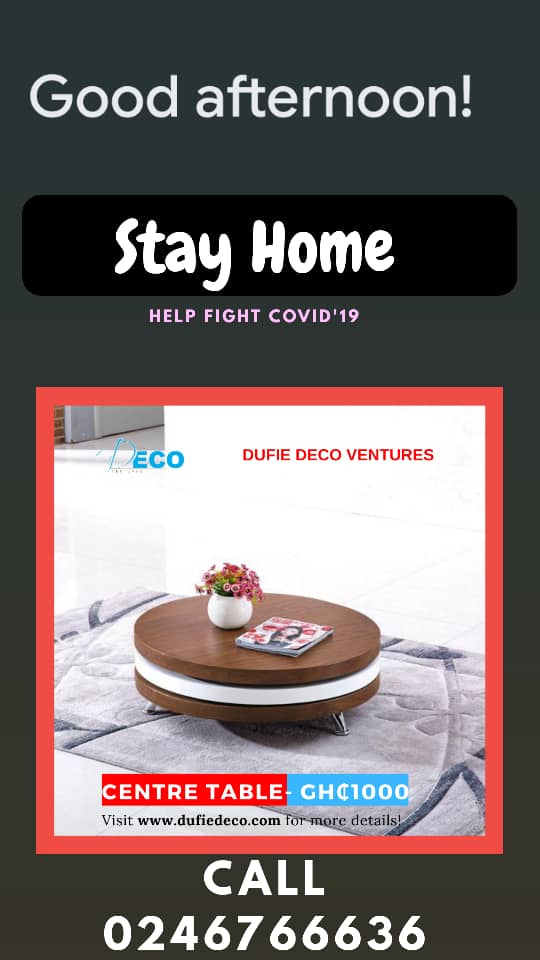 Good afternoon!
Stay Home
HELP FIGHT COVID'19
DECO
DUFIE DECO VENTURES
CENTRE TABLE- GH₵1000
Visit www.dufiedeco.com for more details!
CALL
0246766636